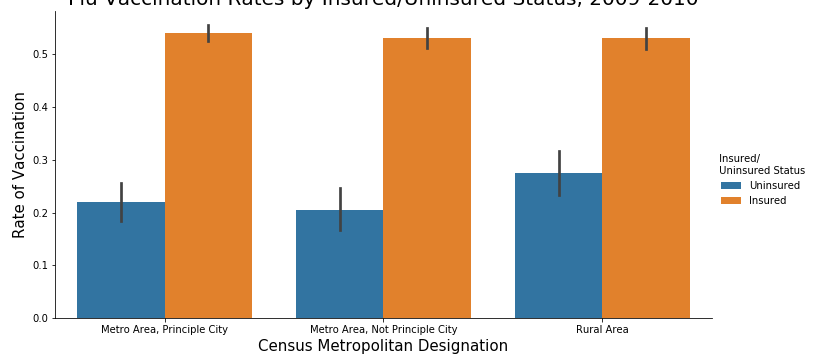 Flu Vaccination Rates by Insured/Uninsured Status, 2009-2010
0.5
0.4
0.3
0.2
0.1
0.0
Rate of Vaccination
Metro Area, Principle City
Metro Area, Not Principle City
Rural Area
Census Metropolitan Designation
Insured/
Uninsured Status
Uninsured
Insured